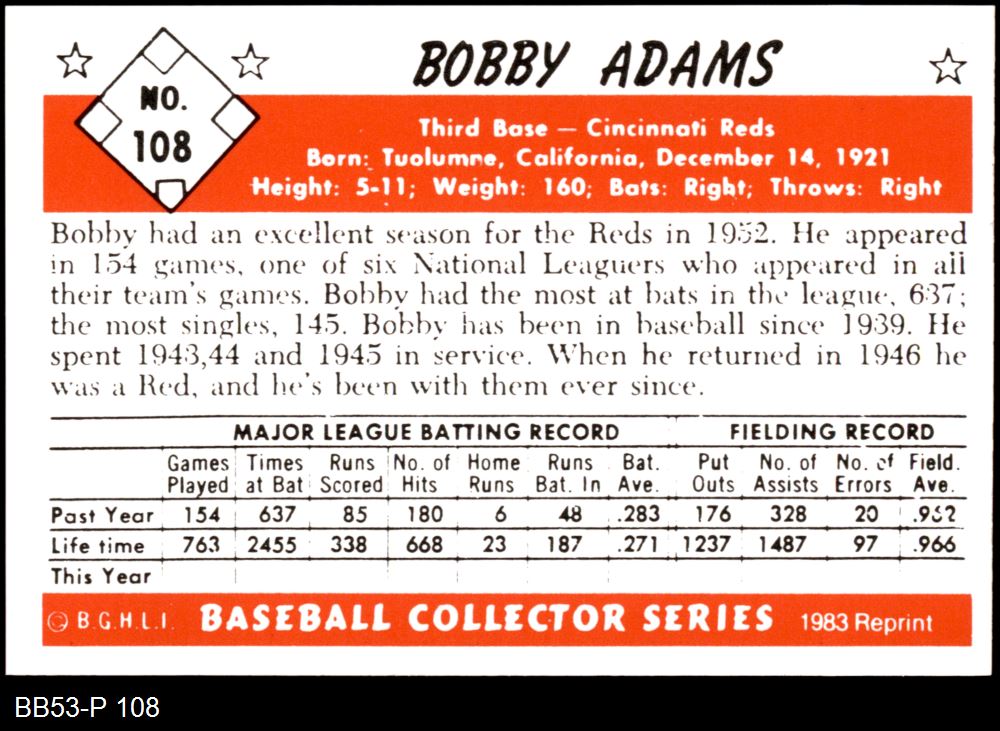 BOBBY ADAMS
NO.
108
Third Base — Cincinnati Reds
Born: Tuolumne, California, December 14, 1921
Height: 5-11; Weight: 160; Bats: Right; Throws: Right
Bobby had an excellent season for the Reds in 1952. He appeared
in 154 games, one of six National Leaguers who appeared in all
their team's games. Bobby had the most at bats in the league, 637;
the most singles, 145. Bobby has been in baseball since 1939. He
spent 1943,44 and 1945 in service. When he returned in 1946 he
was a Red, and he's been with them ever since.
MAJOR LEAGUE BATTING RECORD FIELDING RECORD
Games Times Runs No. of Home Runs Bat. Put No. of No. of Field.
Played at Bat Scored Hits Runs Bat. In Ave. Outs Assists Errors Ave.
Past Year 154 637 85 180 6 48 .283 176 328 20 
Life time 763 2455 338 668 23 187 .271 1237 1487 97 .966
This Year
© B.G.H.L.I. BASEBALL COLLECTOR SERIES 1983 Reprint
BB53-P 108